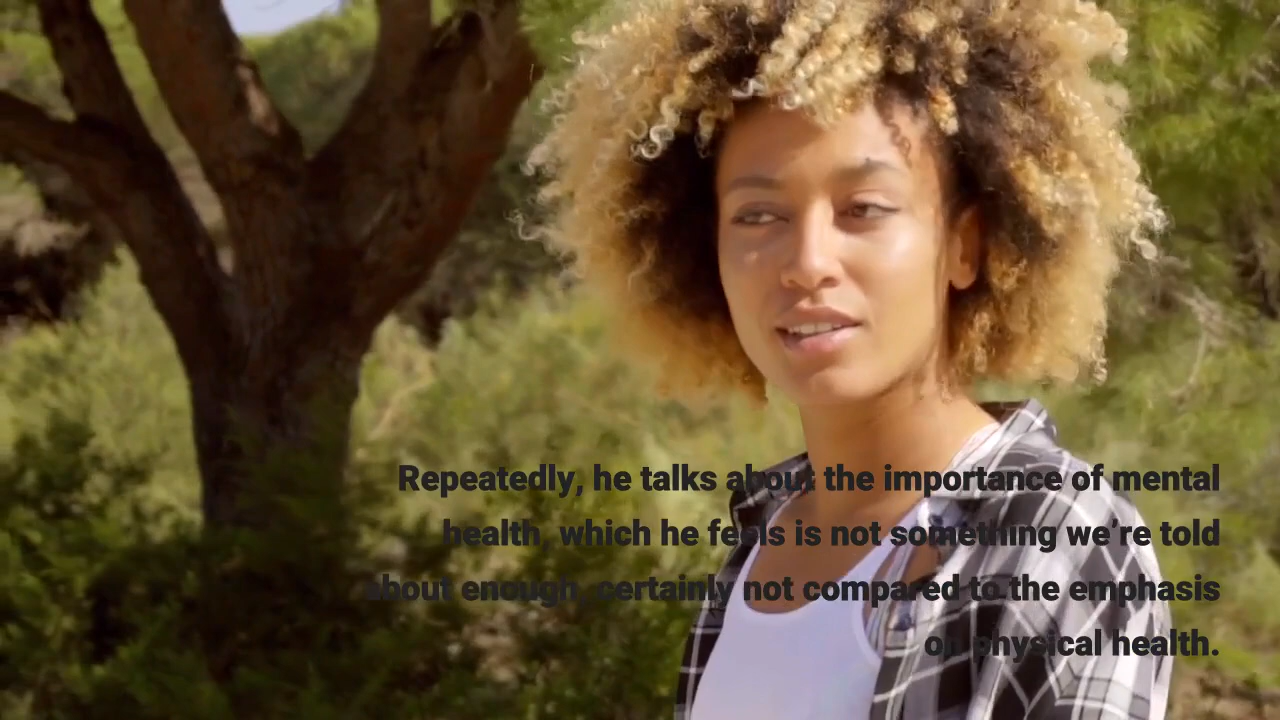 Repeatedly, he talks about the importance of mental
health, which he feels is not something we’re told
about enough, certainly not compared to the emphasis
on physical health.